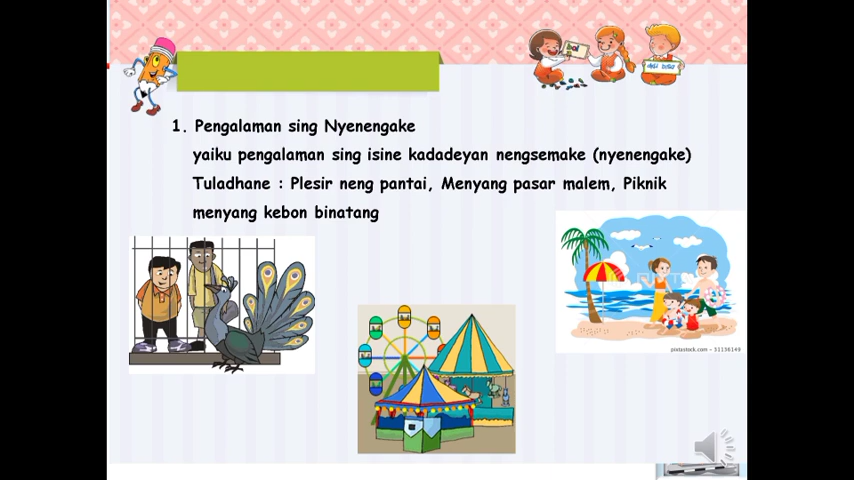 1. Pengalaman sing Nyenengake
yaiku pengalaman sing isine kadadeyan nengsemake (nyenengake)
Tuladhane : Plesir neng pantai, Menyang pasar malem, Piknik
menyang kebon binatang